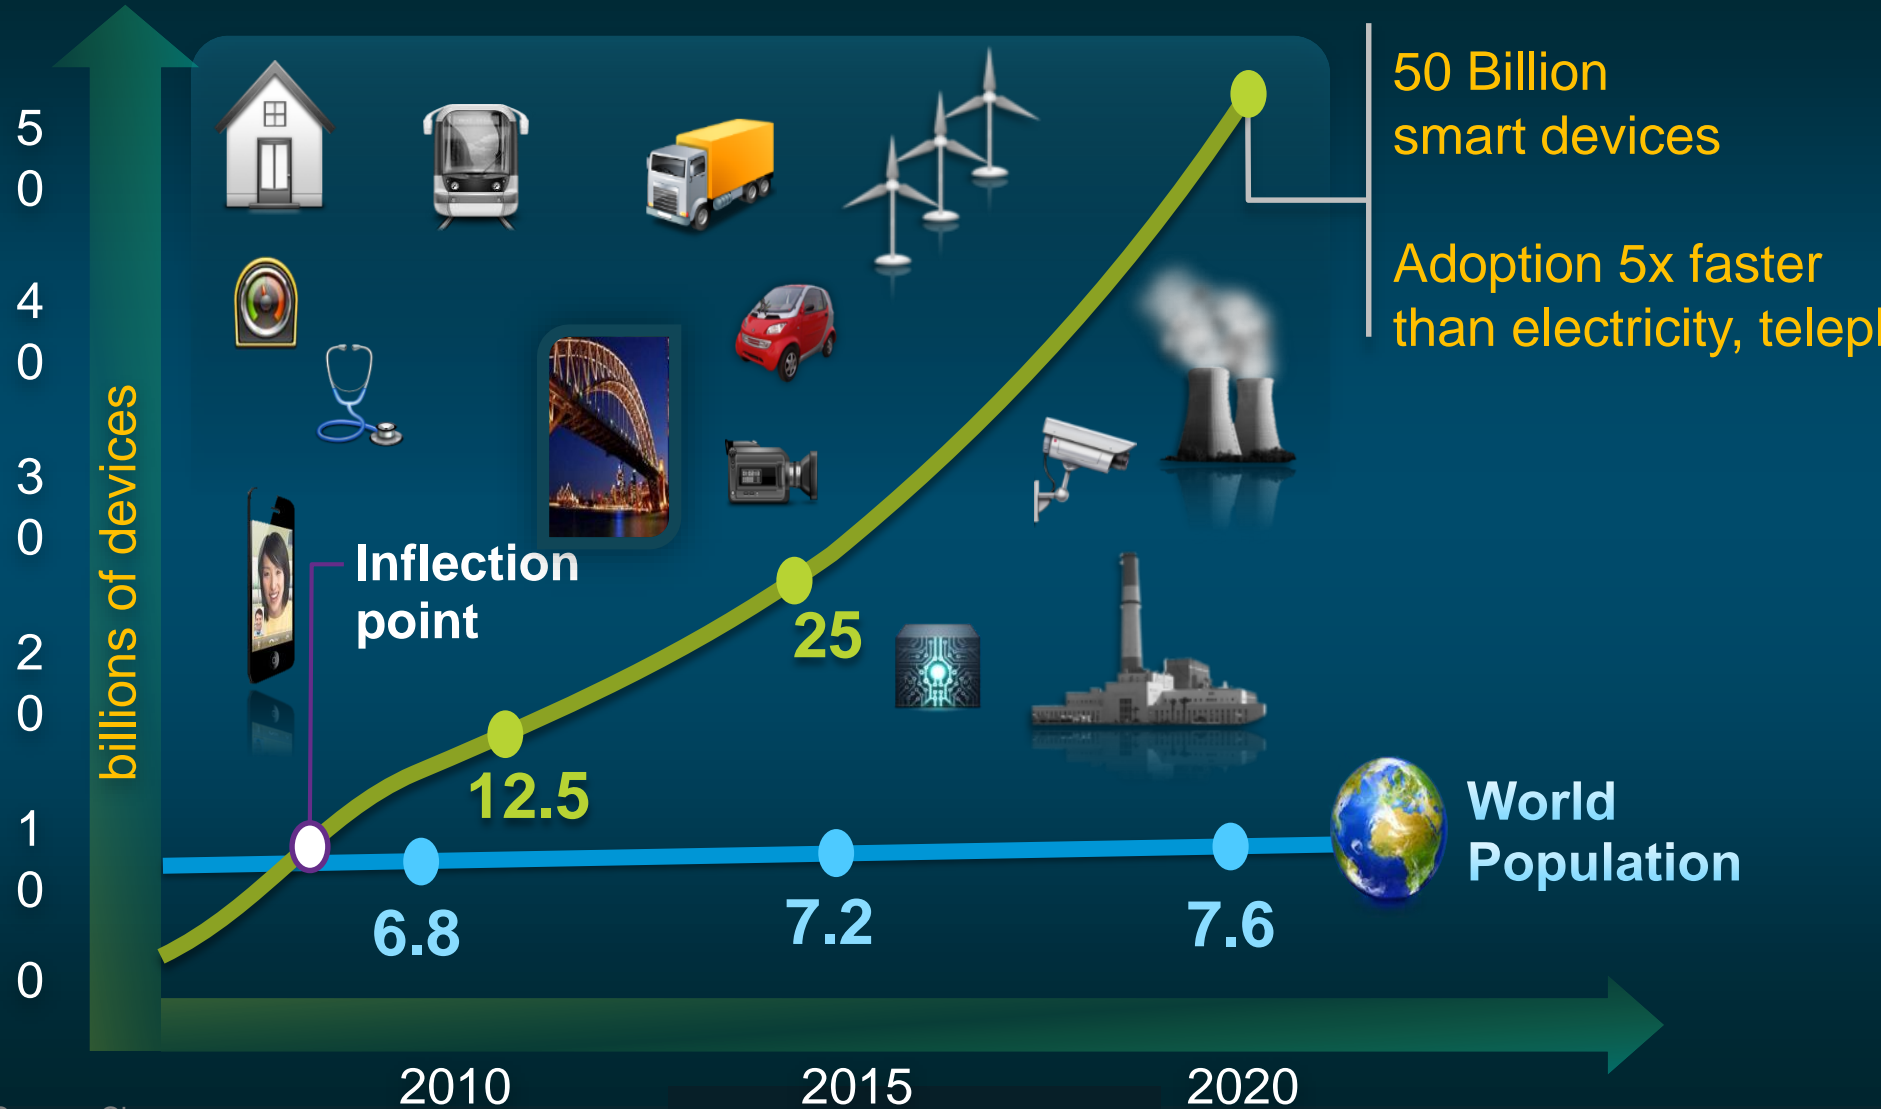 50 Billion
smart devices
Adoption 5x faster
than electricity,
5
0
4
0
3
0
2
0
1
0
0
billions of devices
Inflection
point
25
12.5
World
Population
6.8
7.2
7.6
2010
2015
2020